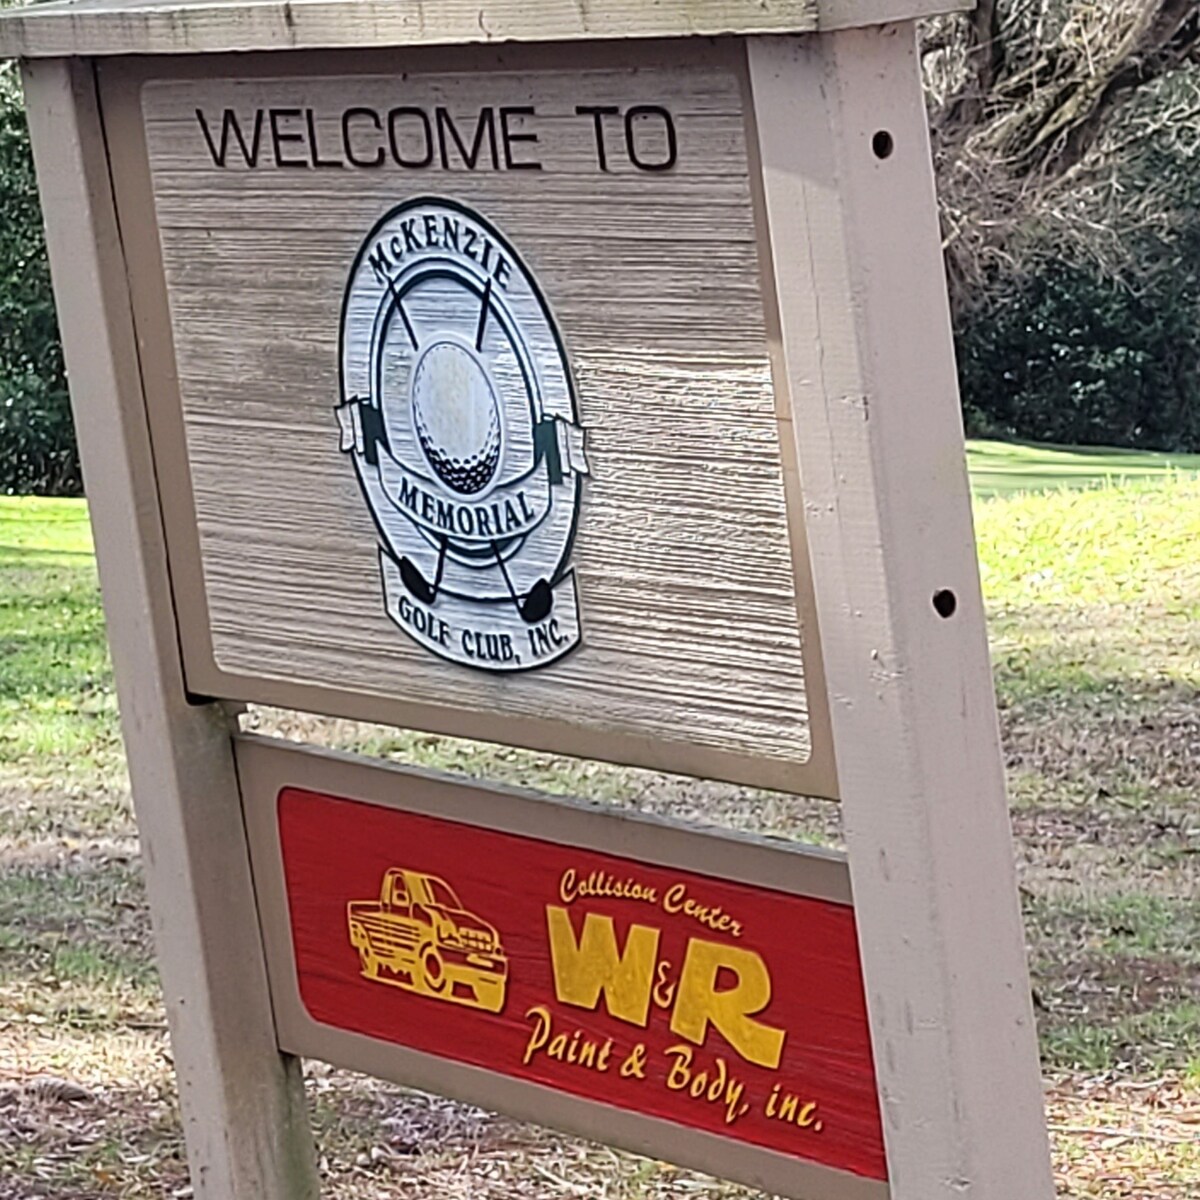 WELCOME TO
McKENZIE
MEMORIAL
GOLF CLUB, INC.
Collision Center
W&R
Paint & Body, inc.